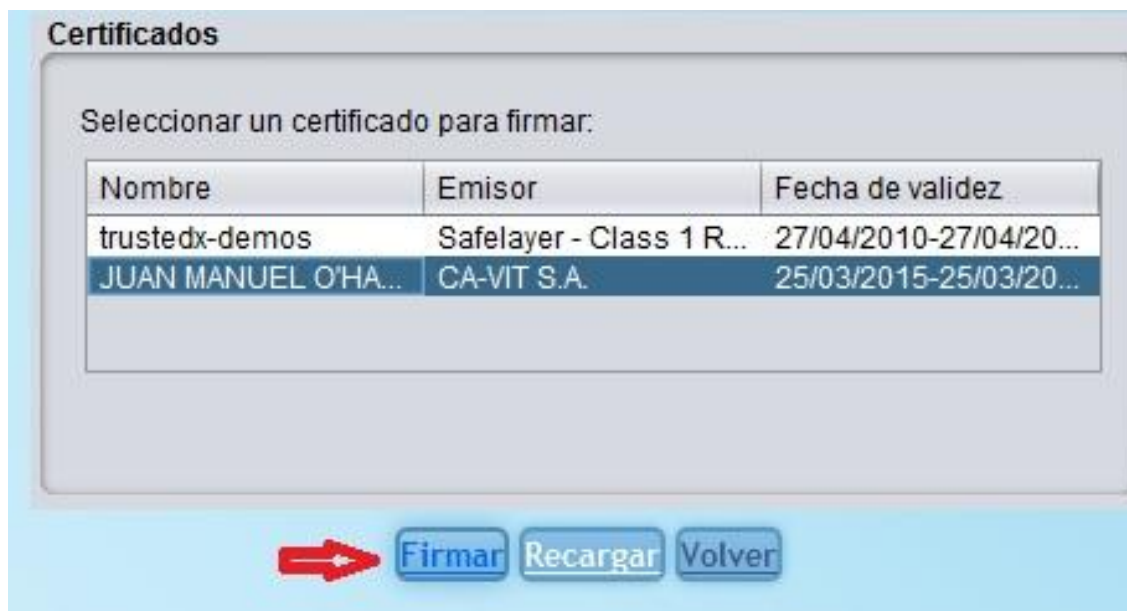 Certificados
Seleccionar un certificado para firmar:
Nombre Emisor Fecha de validez
trustedx-demos Safelayer - Class 1 R... 27/04/2010-27/04/20...
JUAN MANUEL O'HA... CA-VIT S.A. 25/03/2015-25/03/20...
Firmar Recargar Volver